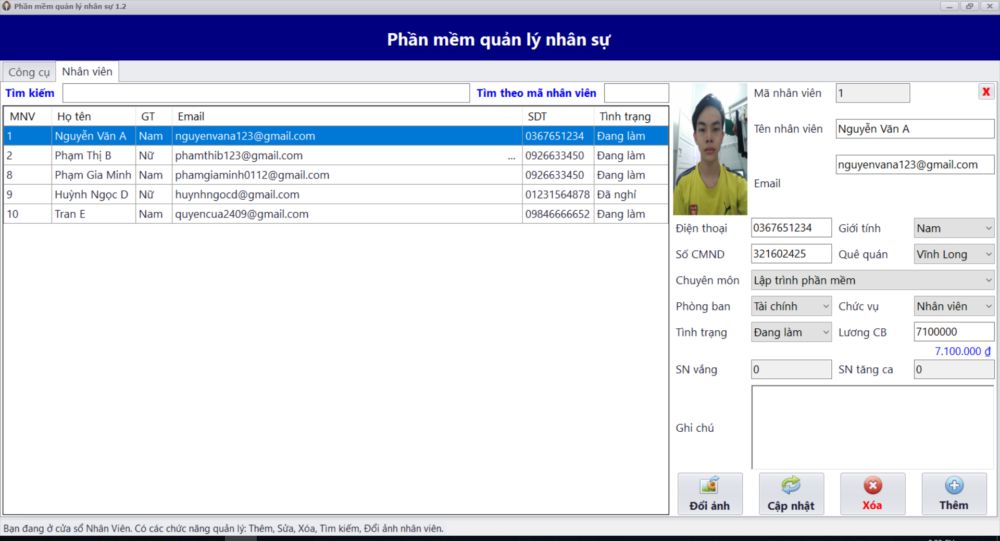 Phần mềm quản lý nhân sự 1.2
Phần mềm quản lý nhân sự
Công cụ Nhân viên
Tìm kiếm Tìm theo mã nhân viên
MNV Họ tên GT Email SDT Tình trạng
1 Nguyễn Văn A Nam nguyenvana123@gmail.com 0367651234 Đang làm
2 Phạm Thị B Nữ phamthib123@gmail.com ... 0926633450 Đang làm
8 Phạm Gia Minh Nam phamgiaminh0112@gmail.com 0926633450 Đang làm
9 Huỳnh Ngọc D Nữ huynhngocd@gmail.com 01231564878 Đã nghỉ
10 Tran E Nam quyencua2409@gmail.com 09846666652 Đang làm
Mã nhân viên 1 X
Tên nhân viên Nguyễn Văn A
nguyenvana123@gmail.com
Email
Điện thoại 0367651234 Giới tính Nam
Số CMND 321602425 Quê quán Vĩnh Long
Chuyên môn Lập trình phần mềm
Phòng ban Tài chính Chức vụ Nhân viên
Tình trạng Đang làm Lương CB 7100000
7.100.000 ₫
SN vắng 0 SN tăng ca 0
Ghi chú
Đổi ảnh Cập nhật Xóa Thêm
Bạn đang ở cửa sổ Nhân Viên. Có các chức năng quản lý: Thêm, Sửa, Xóa, Tìm kiếm, Đổi ảnh nhân viên.